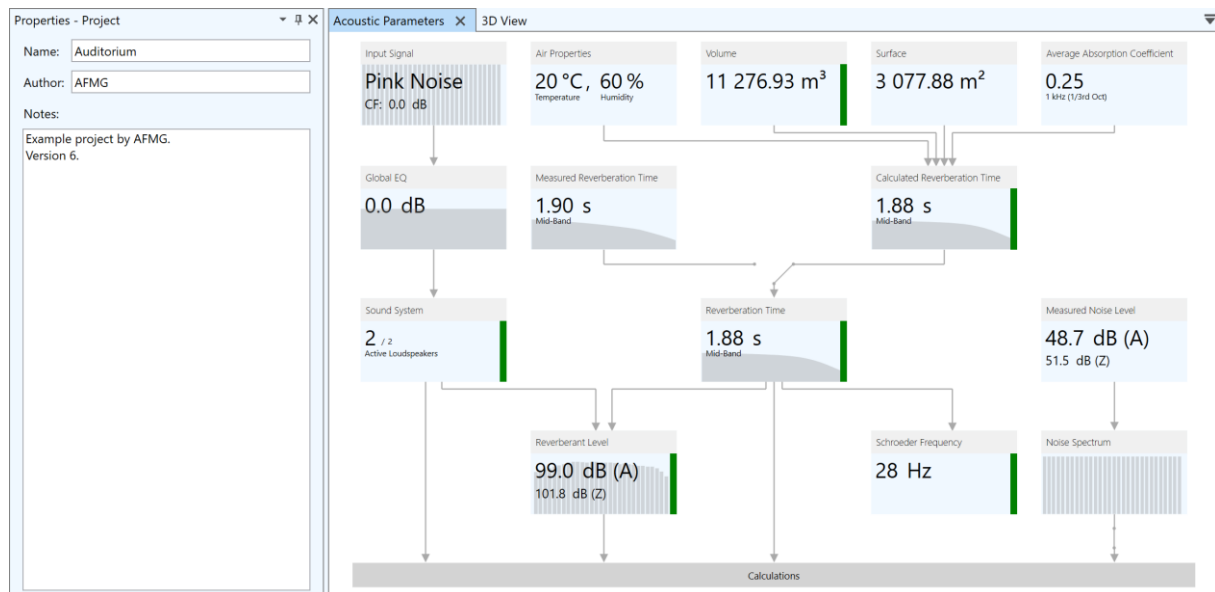 Properties - Project
Name: Auditorium
Author: AFMG
Notes:
Example project by AFMG.
Version 6.
Acoustic Parameters
3D View
Input Signal
Pink Noise
CF: 0.0 dB
Air Properties
20 °C, 60 %
Temperature Humidity
Volume
11 276.93 m³
Surface
3 077.88 m²
Average Absorption Coefficient
0.25
1 kHz (1/3rd Oct)
Global EQ
0.0 dB
Measured Reverberation Time
1.90 s
Mid-Band
Calculated Reverberation Time
1.88 s
Mid-Band
Sound System
2 / 2
Active Loudspeakers
Reverberation Time
1.88 s
Mid-Band
Measured Noise Level
48.7 dB (A)
51.5 dB (Z)
Reverberant Level
99.0 dB (A)
101.8 dB (Z)
Schroeder Frequency
28 Hz
Noise Spectrum
Calculations